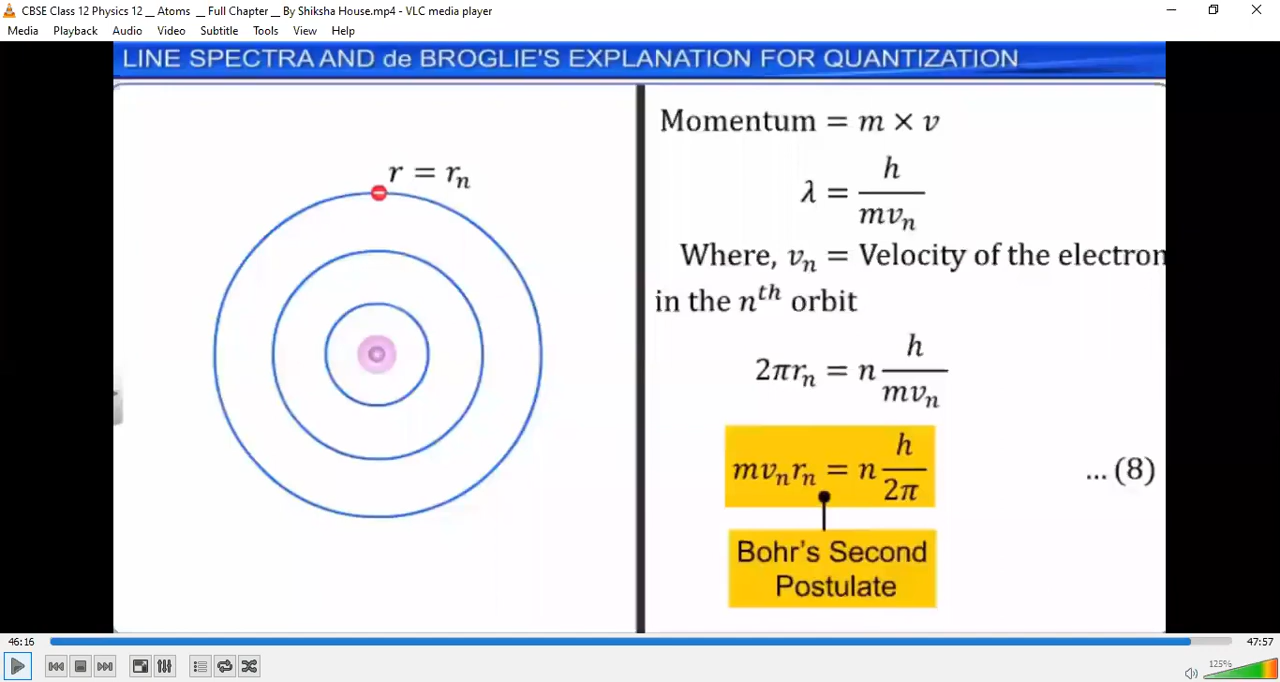 CBSE Class 12 Physics 12 __ Atoms __ Full Chapter __ By Shiksha House.mp4 - VLC media player
Media Playback Audio Video Subtitle Tools View Help
LINE SPECTRA AND de BROGLIE'S EXPLANATION FOR QUANTIZATION
r = rₙ
Momentum = m × v
λ = h / mvₙ
Where, vₙ = Velocity of the electron
in the nᵗʰ orbit
2πrₙ = n h / mvₙ
mvₙrₙ = n h / 2π ... (8)
Bohr's Second
Postulate
46:16 47:57
125%